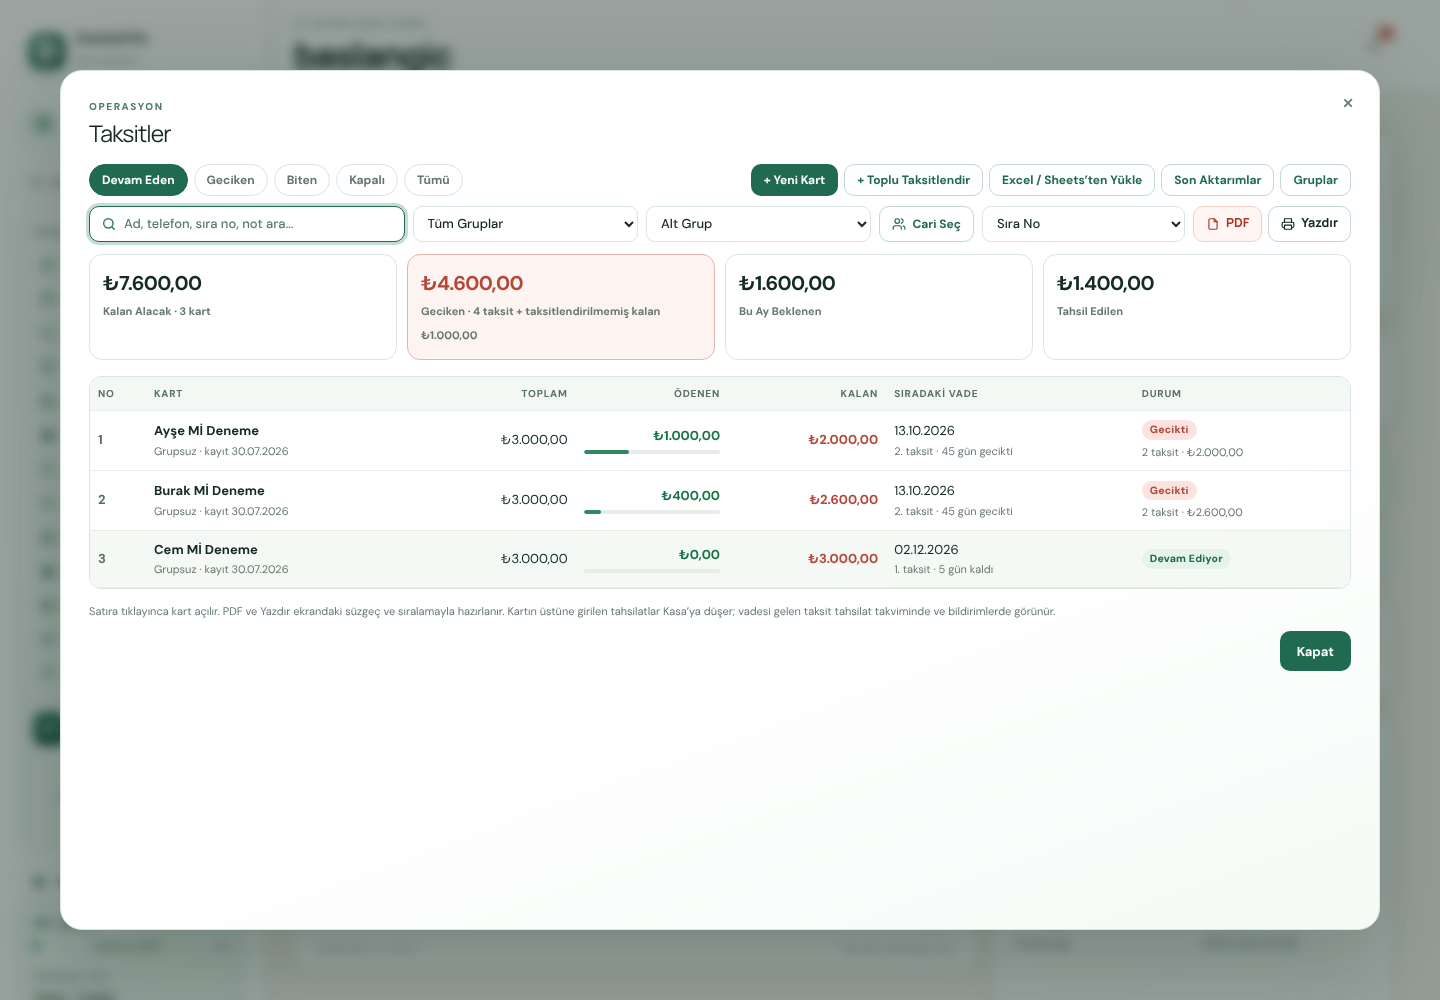 baslangic
OPERASYON
×
Taksitler
Devam Eden
Geciken
Biten
Kapalı
Tümü
+ Yeni Kart
+ Toplu Taksitlendir
Excel / Sheets'ten Yükle
Son Aktarımlar
Gruplar
Ad, telefon, sıra no, not ara...
Tüm Gruplar
Alt Grup
Cari Seç
Sıra No
PDF
Yazdır
₺7.600,00
Kalan Alacak · 3 kart
₺4.600,00
Geciken · 4 taksit + taksitlendirilmemiş kalan
₺1.000,00
₺1.600,00
Bu Ay Beklenen
₺1.400,00
Tahsil Edilen
NO KART TOPLAM ÖDENEN KALAN SIRADAKİ VADE DURUM
1 Ayşe Mİ Deneme ₺3.000,00 ₺1.000,00 ₺2.000,00 13.10.2026 Gecikti
Grupsuz · kayıt 30.07.2026 2. taksit · 45 gün gecikti 2 taksit · ₺2.000,00
2 Burak Mİ Deneme ₺3.000,00 ₺400,00 ₺2.600,00 13.10.2026 Gecikti
Grupsuz · kayıt 30.07.2026 2. taksit · 45 gün gecikti 2 taksit · ₺2.600,00
3 Cem Mİ Deneme ₺3.000,00 ₺0,00 ₺3.000,00 02.12.2026 Devam Ediyor
Grupsuz · kayıt 30.07.2026 1. taksit · 5 gün kaldı
Satıra tıklayınca kart açılır. PDF ve Yazdır ekrandaki süzgeç ve sıralamayla hazırlanır. Kartın üstüne girilen tahsilatlar Kasa'ya düşer; vadesi gelen taksit tahsilat takviminde ve bildirimlerde görünür.
Kapat